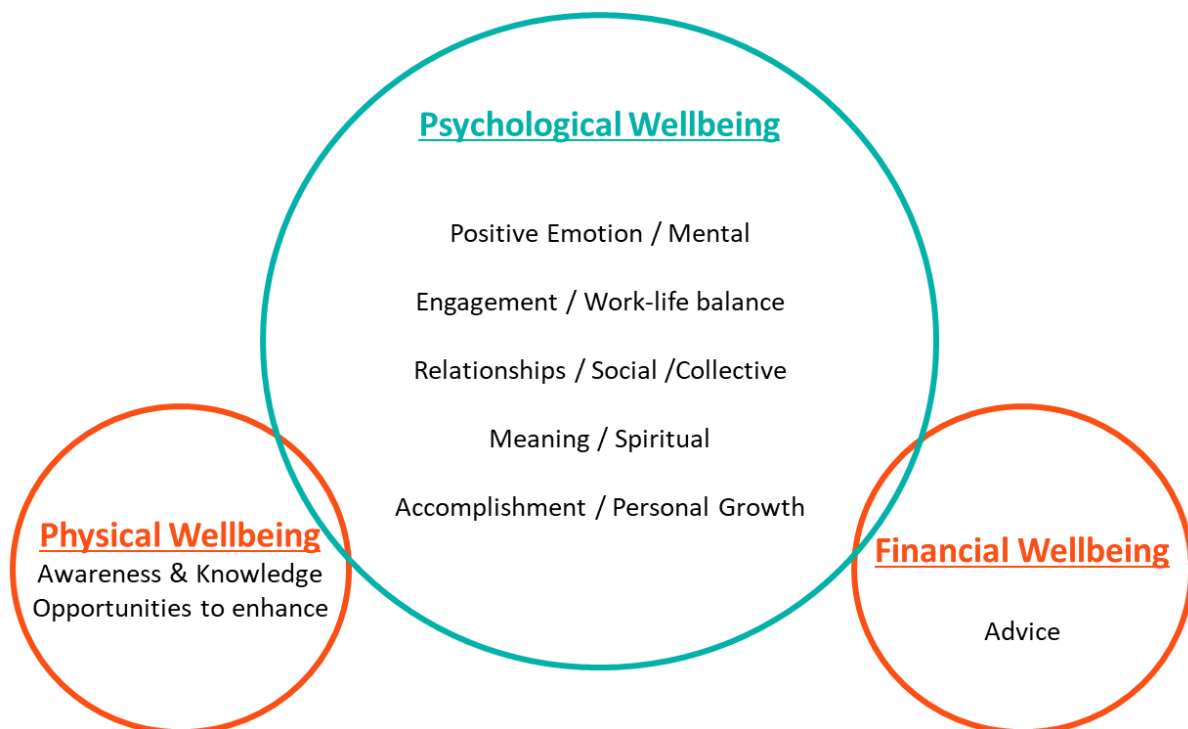 Psychological Wellbeing
Positive Emotion / Mental
Engagement / Work-life balance
Relationships / Social /Collective
Meaning / Spiritual
Accomplishment / Personal Growth
Physical Wellbeing
Awareness & Knowledge
Opportunities to enhance
Financial Wellbeing
Advice